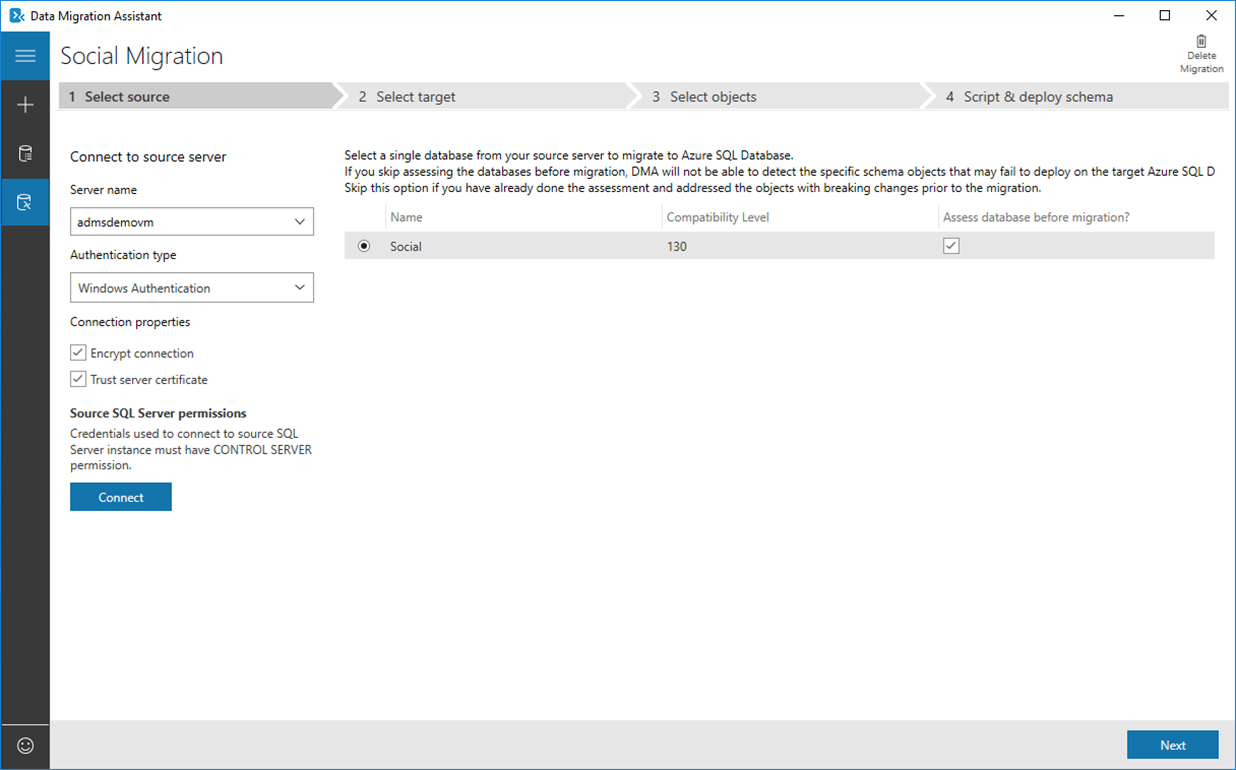 Data Migration Assistant
Social Migration
Delete
Migration
1 Select source
2 Select target
3 Select objects
4 Script & deploy schema
Connect to source server
Server name
admsdemovm
Authentication type
Windows Authentication
Connection properties
Encrypt connection
Trust server certificate
Source SQL Server permissions
Credentials used to connect to source SQL
Server instance must have CONTROL SERVER
permission.
Connect
Select a single database from your source server to migrate to Azure SQL Database.
If you skip assessing the databases before migration, DMA will not be able to detect the specific schema objects that may fail to deploy on the target Azure SQL D
Skip this option if you have already done the assessment and addressed the objects with breaking changes prior to the migration.
Name Compatibility Level Assess database before migration?
Social 130
Next